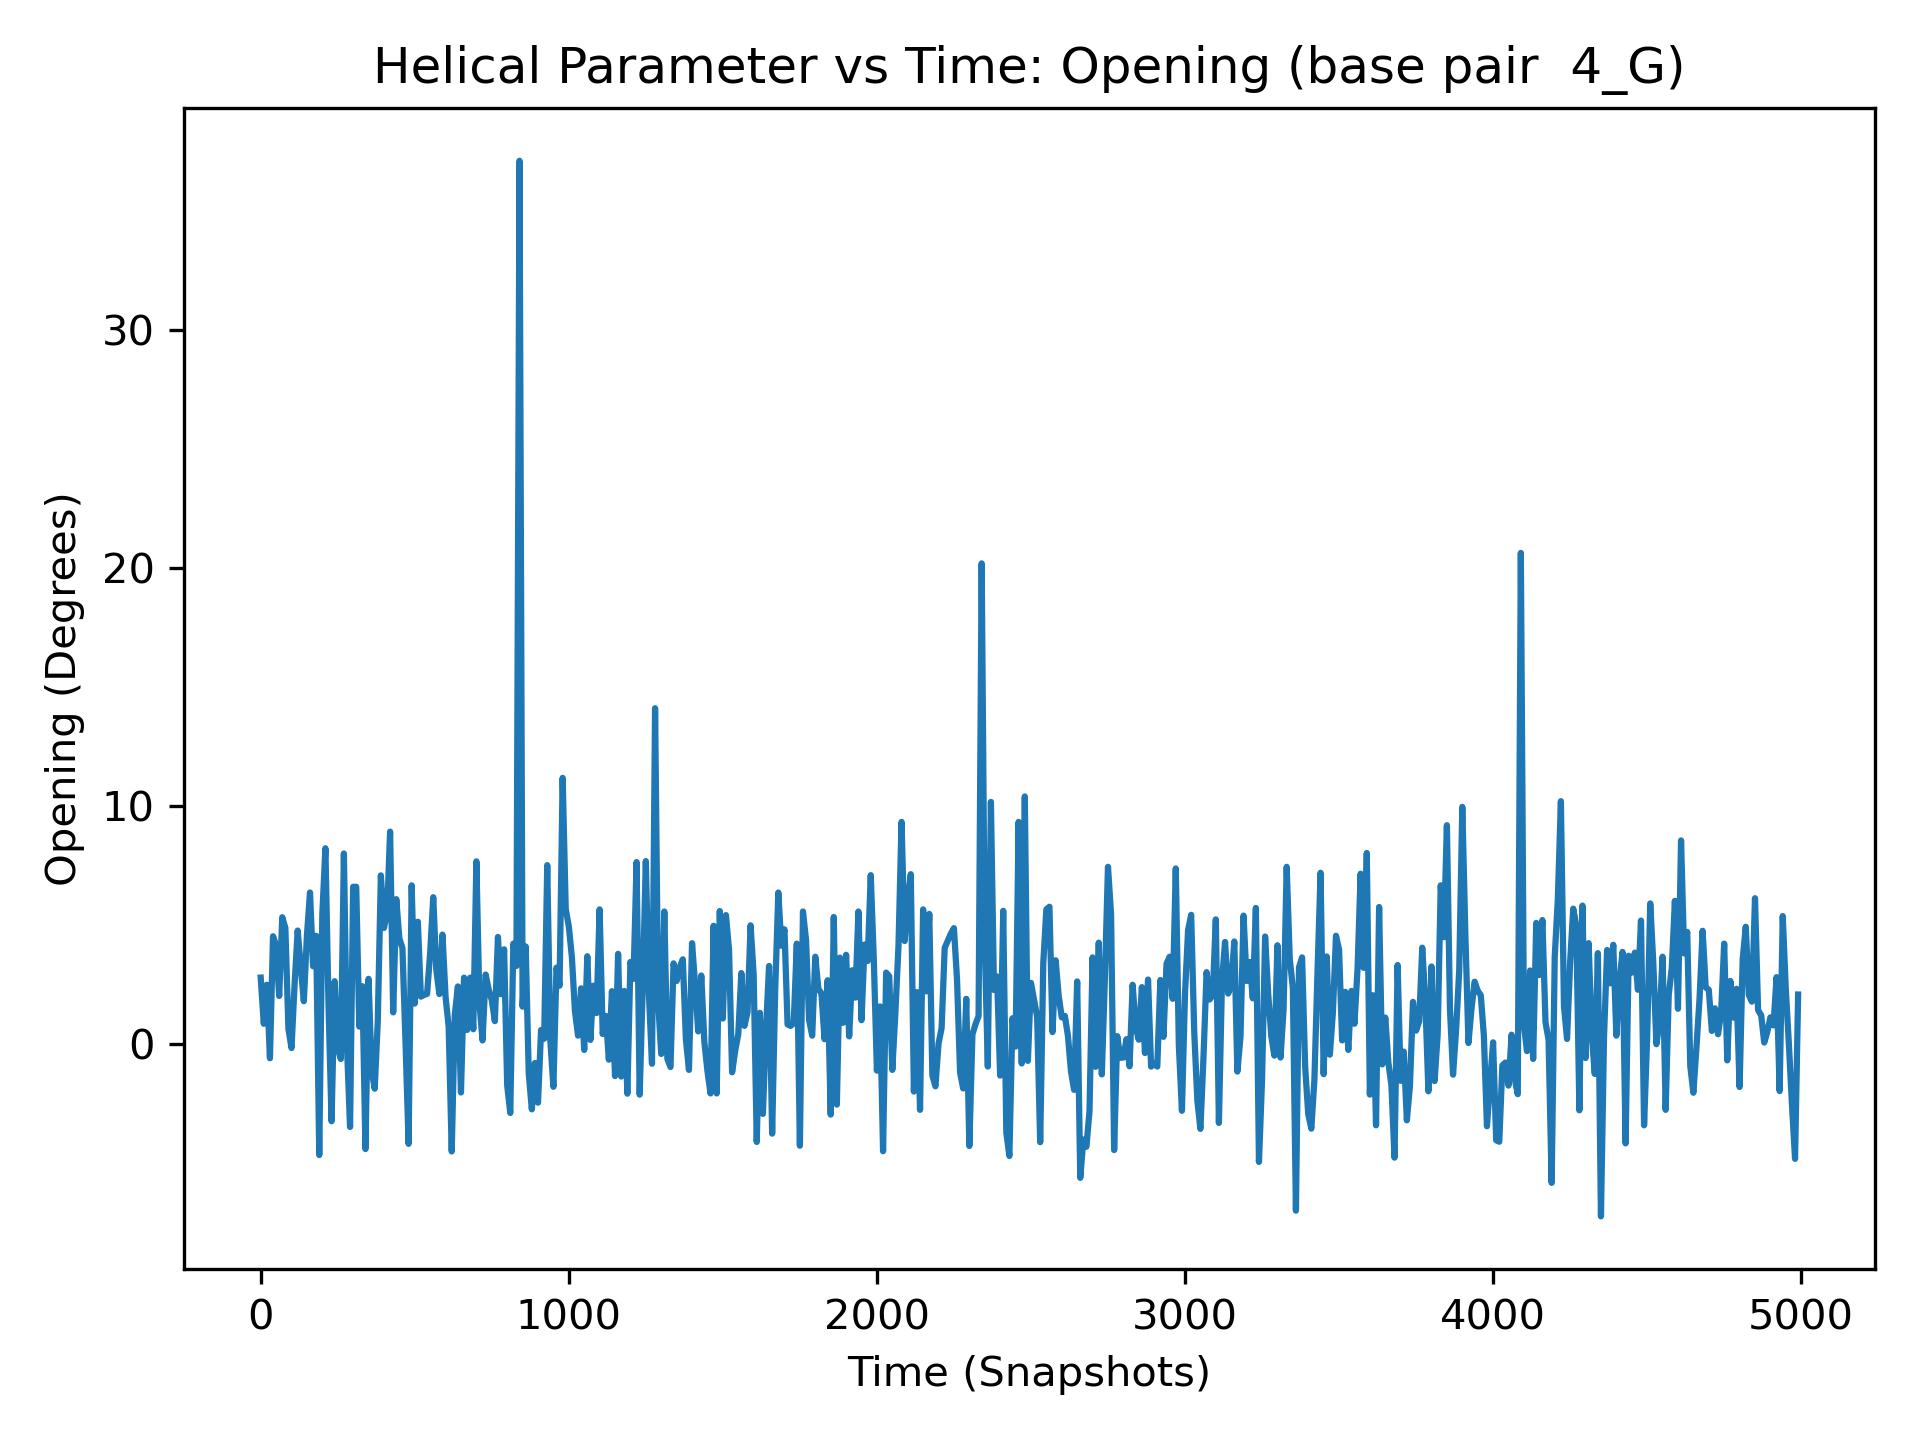 Helical Parameter vs Time: Opening (base pair  4_G)
Opening (Degrees)
30
20
10
0
0 1000 2000 3000 4000 5000
Time (Snapshots)